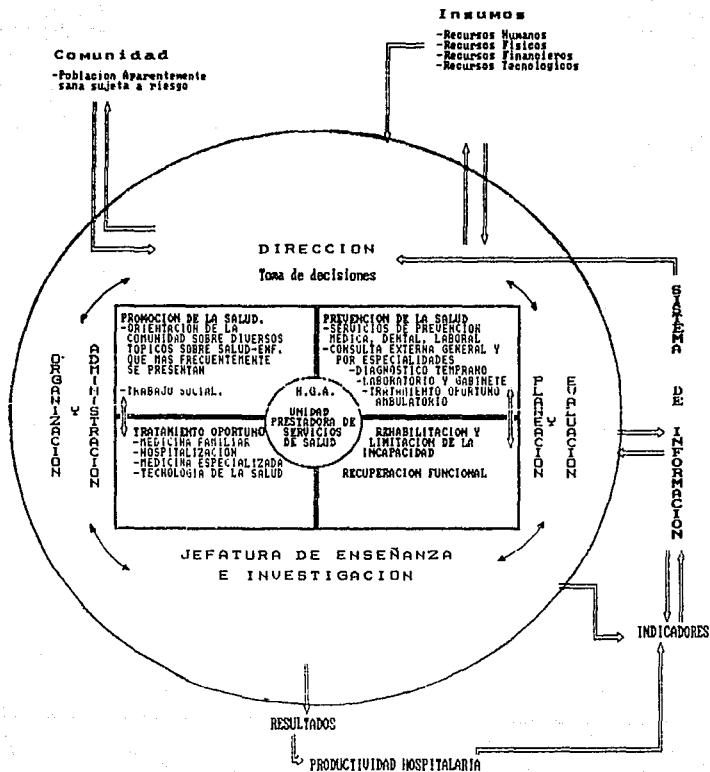 Insumos
-Recursos Humanos
-Recursos Físicos
-Recursos Financieros
-Recursos Tecnologicos
Comunidad
-Poblacion Aparentemente
sana sujeta a riesgo
DIRECCION
Toma de decisiones
PROMOCION DE LA SALUD.
-ORIENTACION DE LA
COMUNIDAD SOBRE DIVERSOS
TOPICOS SOBRE SALUD-ENF.
QUE MAS FRECUENTEMENTE
SE PRESENTAN
-TRABAJO SOCIAL.
PREVENCION DE LA SALUD
-SERVICIOS DE PREVENCION
MEDICA, DENTAL, LABORAL
-CONSULTA EXTERNA GENERAL Y
POR ESPECIALIDADES
-DIAGNOSTICO TEMPRANO
-LABORATORIO Y GABINETE
-TRATAMIENTO OPORTUNO
AMBULATORIO
H.G.A.
UNIDAD
PRESTADORA DE
SERVICIOS
DE SALUD
TRATAMIENTO OPORTUNO
-MEDICINA FAMILIAR
-HOSPITALIZACION
-MEDICINA ESPECIALIZADA
-TECNOLOGIA DE LA SALUD
REHABILITACION Y
LIMITACION DE LA
INCAPACIDAD
RECUPERACION FUNCIONAL
ORGANIZACION
Y
ADMINISTRACION
PLANEACION
Y
EVALUACION
SISTEMA DE INFORMACION
JEFATURA DE ENSEÑANZA
E INVESTIGACION
INDICADORES
RESULTADOS
PRODUCTIVIDAD HOSPITALARIA